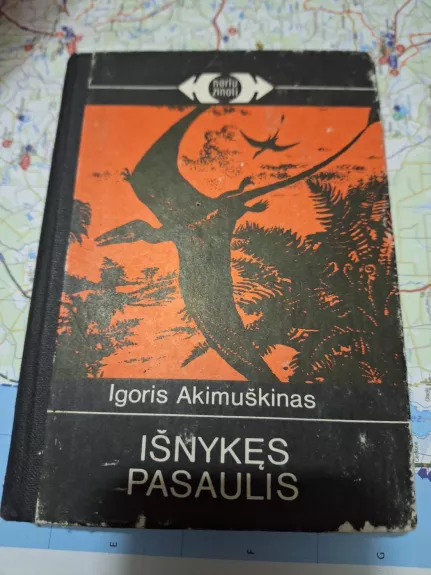 noriu
žinoti
Igoris Akimuškinas
IŠNYKĘS
PASAULIS
E
F
G